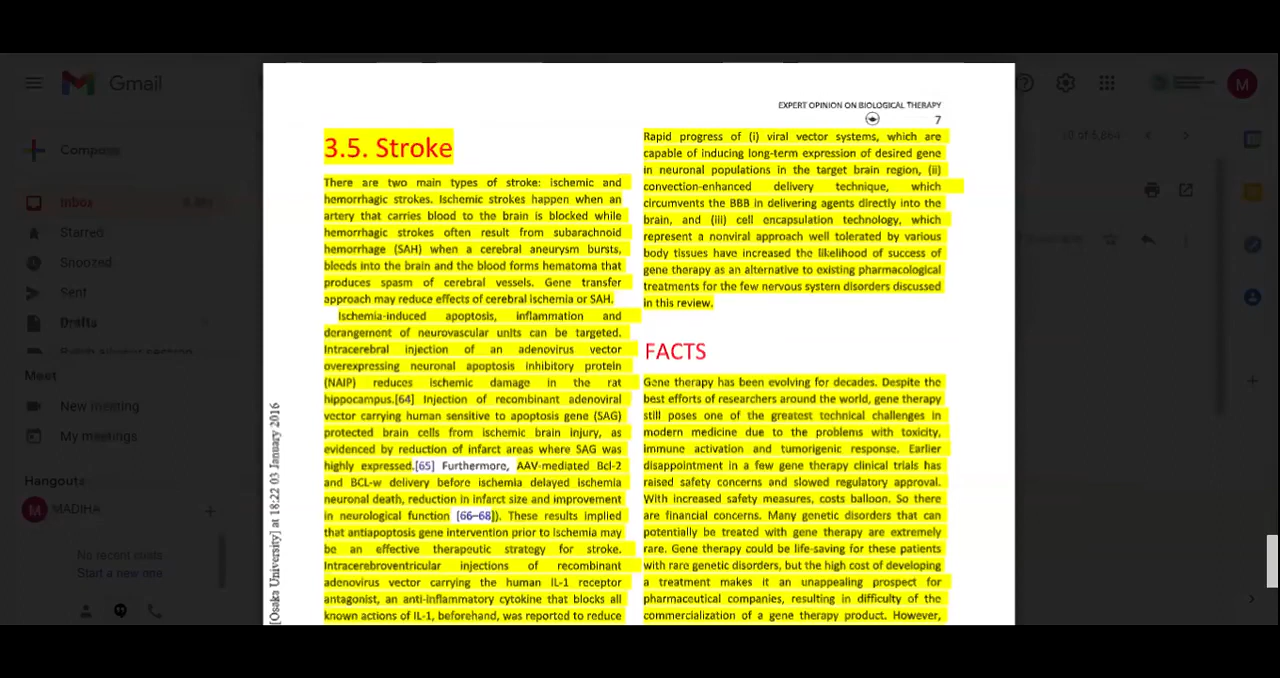 Gmail
Compose
Inbox
Starred
Snoozed
Sent
Drafts
Meet
New meeting
My meetings
Hangouts
M MADIHA
No recent chats
Start a new one
M
10 of 5,864
[Osaka University] at 18:22 03 January 2016
EXPERT OPINION ON BIOLOGICAL THERAPY
7
3.5. Stroke
There are two main types of stroke: ischemic and
hemorrhagic strokes. Ischemic strokes happen when an
artery that carries blood to the brain is blocked while
hemorrhagic strokes often result from subarachnoid
hemorrhage (SAH) when a cerebral aneurysm bursts,
bleeds into the brain and the blood forms hematoma that
produces spasm of cerebral vessels. Gene transfer
approach may reduce effects of cerebral ischemia or SAH.
Ischemia-induced apoptosis, inflammation and
derangement of neurovascular units can be targeted.
Intracerebral injection of an adenovirus vector
overexpressing neuronal apoptosis inhibitory protein
(NAIP) reduces ischemic damage in the rat
hippocampus.[64] Injection of recombinant adenoviral
vector carrying human sensitive to apoptosis gene (SAG)
protected brain cells from ischemic brain injury, as
evidenced by reduction of infarct areas where SAG was
highly expressed.[65] Furthermore, AAV-mediated Bcl-2
and BCL-w delivery before ischemia delayed ischemia
neuronal death, reduction in infarct size and improvement
in neurological function [66–68]). These results implied
that antiapoptosis gene intervention prior to Ischemia may
be an effective therapeutic strategy for stroke.
Intracerebroventricular injections of recombinant
adenovirus vector carrying the human IL-1 receptor
antagonist, an anti-inflammatory cytokine that blocks all
known actions of IL-1, beforehand, was reported to reduce
Rapid progress of (i) viral vector systems, which are
capable of inducing long-term expression of desired gene
in neuronal populations in the target brain region, (ii)
convection-enhanced delivery technique, which
circumvents the BBB in delivering agents directly into the
brain, and (iii) cell encapsulation technology, which
represent a nonviral approach well tolerated by various
body tissues have increased the likelihood of success of
gene therapy as an alternative to existing pharmacological
treatments for the few nervous system disorders discussed
in this review.
FACTS
Gene therapy has been evolving for decades. Despite the
best efforts of researchers around the world, gene therapy
still poses one of the greatest technical challenges in
modern medicine due to the problems with toxicity,
immune activation and tumorigenic response. Earlier
disappointment in a few gene therapy clinical trials has
raised safety concerns and slowed regulatory approval.
With increased safety measures, costs balloon. So there
are financial concerns. Many genetic disorders that can
potentially be treated with gene therapy are extremely
rare. Gene therapy could be life-saving for these patients
with rare genetic disorders, but the high cost of developing
a treatment makes it an unappealing prospect for
pharmaceutical companies, resulting in difficulty of the
commercialization of a gene therapy product. However,